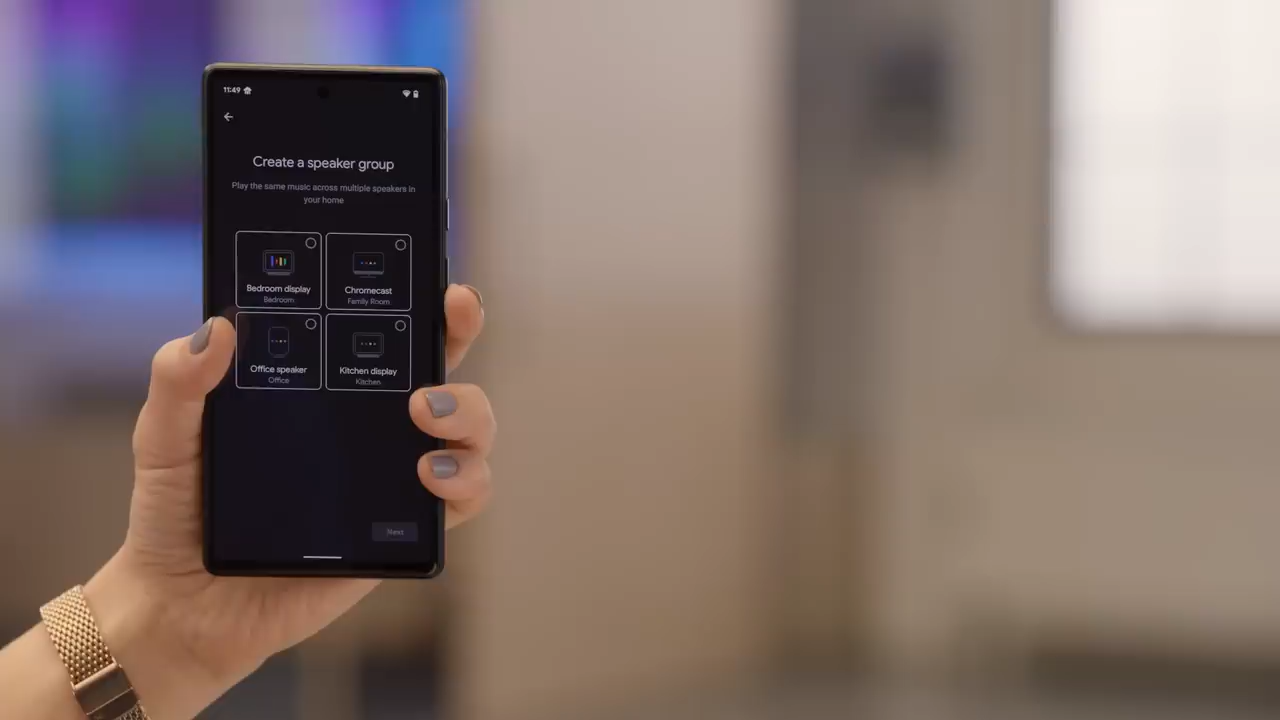 11:49
Create a speaker group
Play the same music across multiple speakers in
your home
Bedroom display
Bedroom
Chromecast
Family Room
Office speaker
Office
Kitchen display
Kitchen
Next